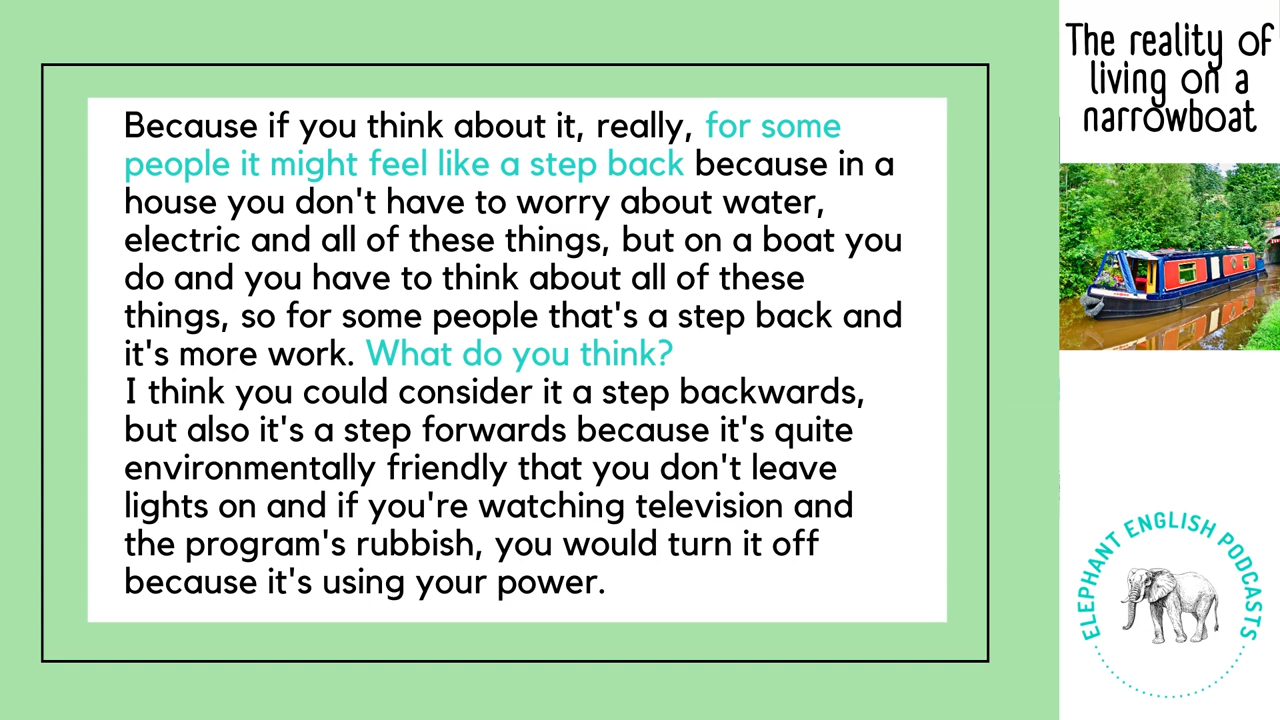 Because if you think about it, really, for some
people it might feel like a step back because in a
house you don't have to worry about water,
electric and all of these things, but on a boat you
do and you have to think about all of these
things, so for some people that's a step back and
it's more work. What do you think?
I think you could consider it a step backwards,
but also it's a step forwards because it's quite
environmentally friendly that you don't leave
lights on and if you're watching television and
the program's rubbish, you would turn it off
because it's using your power.
The reality of
living on a
narrowboat
ELEPHANT ENGLISH PODCASTS